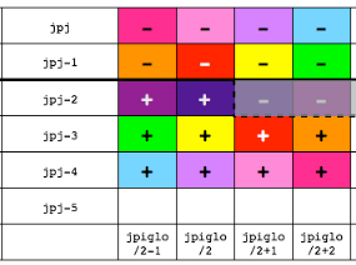 jpj - - - -
jpj-1 - - - -
jpj-2 + + - -
jpj-3 + + + +
jpj-4 + + + +
jpj-5
jpiglo jpiglo jpiglo jpiglo
/2-1 /2 /2+1 /2+2